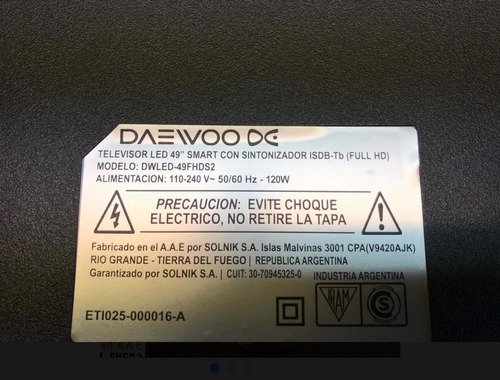 DAEWOO DE
TELEVISOR LED 49" SMART CON SINTONIZADOR ISDB-Tb (FULL HD)
MODELO: DWLED-49FHDS2
ALIMENTACION: 110-240 V~ 50/60 Hz - 120W
PRECAUCION: EVITE CHOQUE
ELECTRICO, NO RETIRE LA TAPA
Fabricado en el A.A.E por SOLNIK S.A. Islas Malvinas 3001 CPA(V9420AJK)
RIO GRANDE - TIERRA DEL FUEGO | REPUBLICA ARGENTINA
Garantizado por SOLNIK S.A. | CUIT: 30-70945325-0
INDUSTRIA ARGENTINA
IRAM
S
ETI025-000016-A
en A.A.E